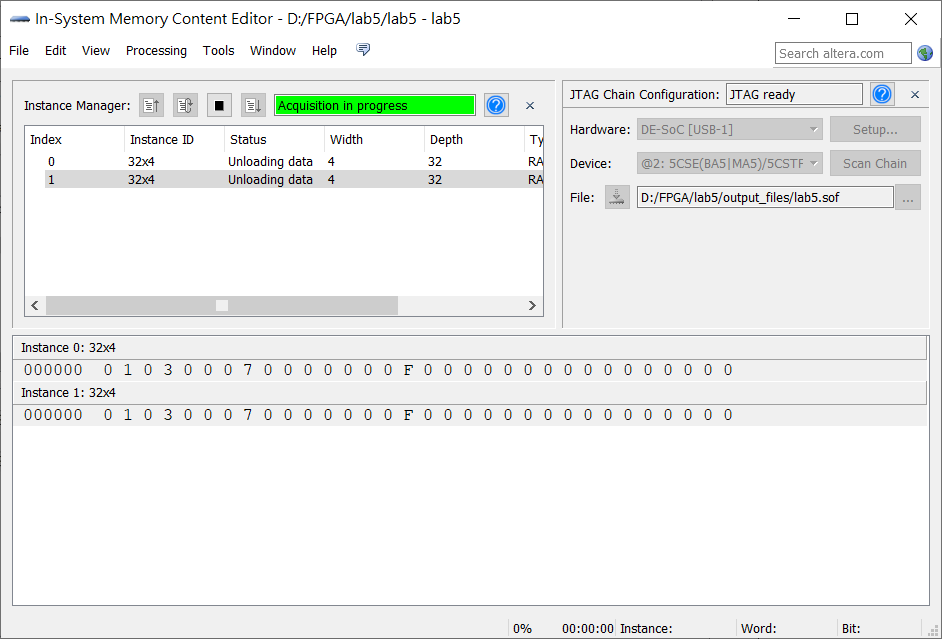 In-System Memory Content Editor - D:/FPGA/lab5/lab5 - lab5
File Edit View Processing Tools Window Help
Search altera.com
Instance Manager: Acquisition in progress
Index Instance ID Status Width Depth Ty
0 32x4 Unloading data 4 32 RA
1 32x4 Unloading data 4 32 RA
JTAG Chain Configuration: JTAG ready
Hardware: DE-SoC [USB-1] Setup...
Device: @2: 5CSE(BA5|MA5)/5CSTF Scan Chain
File: D:/FPGA/lab5/output_files/lab5.sof ...
Instance 0: 32x4
000000 0 1 0 3 0 0 0 7 0 0 0 0 0 0 0 F 0 0 0 0 0 0 0 0 0 0 0 0 0 0 0 0
Instance 1: 32x4
000000 0 1 0 3 0 0 0 7 0 0 0 0 0 0 0 F 0 0 0 0 0 0 0 0 0 0 0 0 0 0 0 0
0% 00:00:00 Instance: Word: Bit: